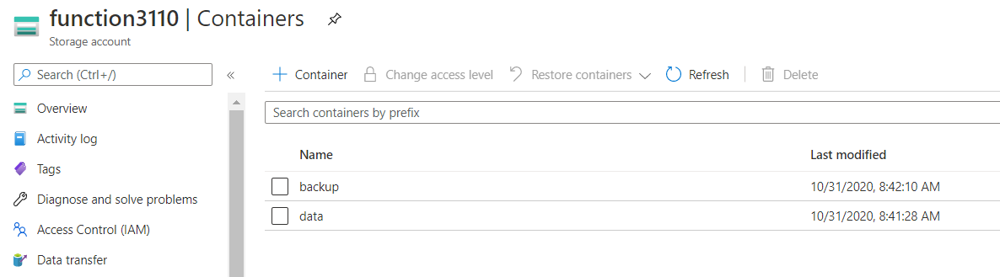 function3110 | Containers
Storage account
Search (Ctrl+/)
«
Overview
Activity log
Tags
Diagnose and solve problems
Access Control (IAM)
Data transfer
+ Container
Change access level
Restore containers
Refresh
Delete
Search containers by prefix
Name Last modified
backup 10/31/2020, 8:42:10 AM
data 10/31/2020, 8:41:28 AM